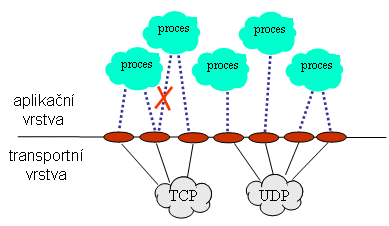 proces
proces
proces
proces
proces
aplikační
vrstva
transportní
vrstva
TCP
UDP